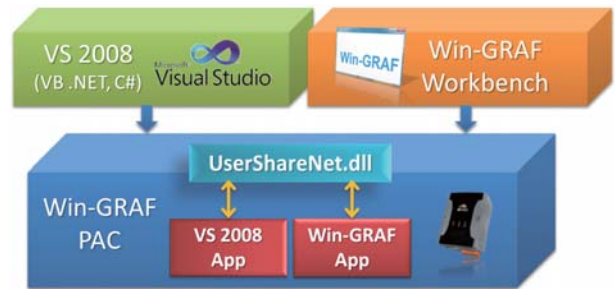 VS 2008
(VB .NET, C#)
Microsoft
Visual Studio
Win-GRAF
Win-GRAF
Workbench
UserShareNet.dll
Win-GRAF
PAC
VS 2008
App
Win-GRAF
App